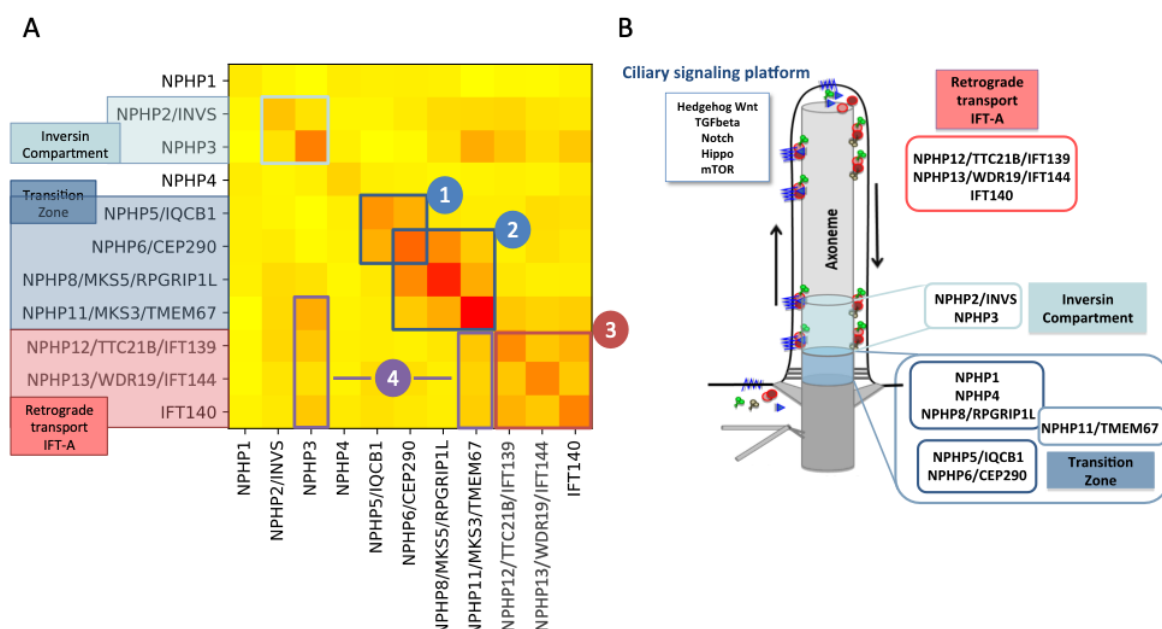 A
NPHP1
NPHP2/INVS
NPHP3
NPHP4
NPHP5/IQCB1
NPHP6/CEP290
NPHP8/MKS5/RPGRIP1L
NPHP11/MKS3/TMEM67
NPHP12/TTC21B/IFT139
NPHP13/WDR19/IFT144
IFT140
Inversin
Compartment
Transition
Zone
Retrograde
transport
IFT-A
1
2
3
4
NPHP1
NPHP2/INVS
NPHP3
NPHP4
NPHP5/IQCB1
NPHP6/CEP290
NPHP8/MKS5/RPGRIP1L
NPHP11/MKS3/TMEM67
NPHP12/TTC21B/IFT139
NPHP13/WDR19/IFT144
IFT140
B
Ciliary signaling platform
Hedgehog Wnt
TGFbeta
Notch
Hippo
mTOR
Axoneme
Retrograde
transport
IFT-A
NPHP12/TTC21B/IFT139
NPHP13/WDR19/IFT144
IFT140
NPHP2/INVS
NPHP3
Inversin
Compartment
NPHP1
NPHP4
NPHP8/RPGRIP1L
NPHP11/TMEM67
NPHP5/IQCB1
NPHP6/CEP290
Transition
Zone